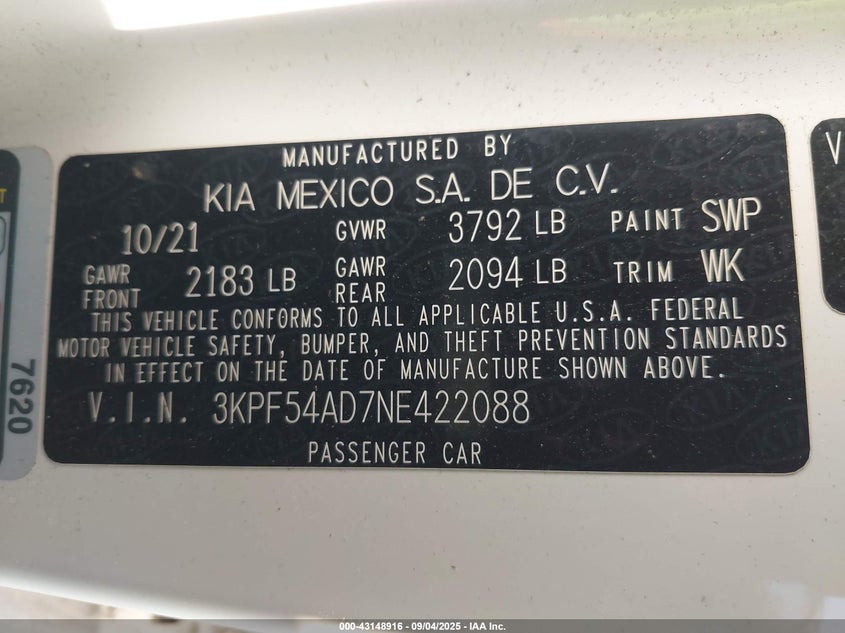 MANUFACTURED BY
KIA MEXICO S.A. DE C.V.
10/21 GVWR 3792 LB PAINT SWP
GAWR FRONT 2183 LB GAWR REAR 2094 LB TRIM WK
THIS VEHICLE CONFORMS TO ALL APPLICABLE U.S.A. FEDERAL
MOTOR VEHICLE SAFETY, BUMPER, AND THEFT PREVENTION STANDARDS
IN EFFECT ON THE DATE OF MANUFACTURE SHOWN ABOVE.
V.I.N. 3KPF54AD7NE422088
PASSENGER CAR
7620
V
000-43148916 - 09/04/2025 - IAA Inc.